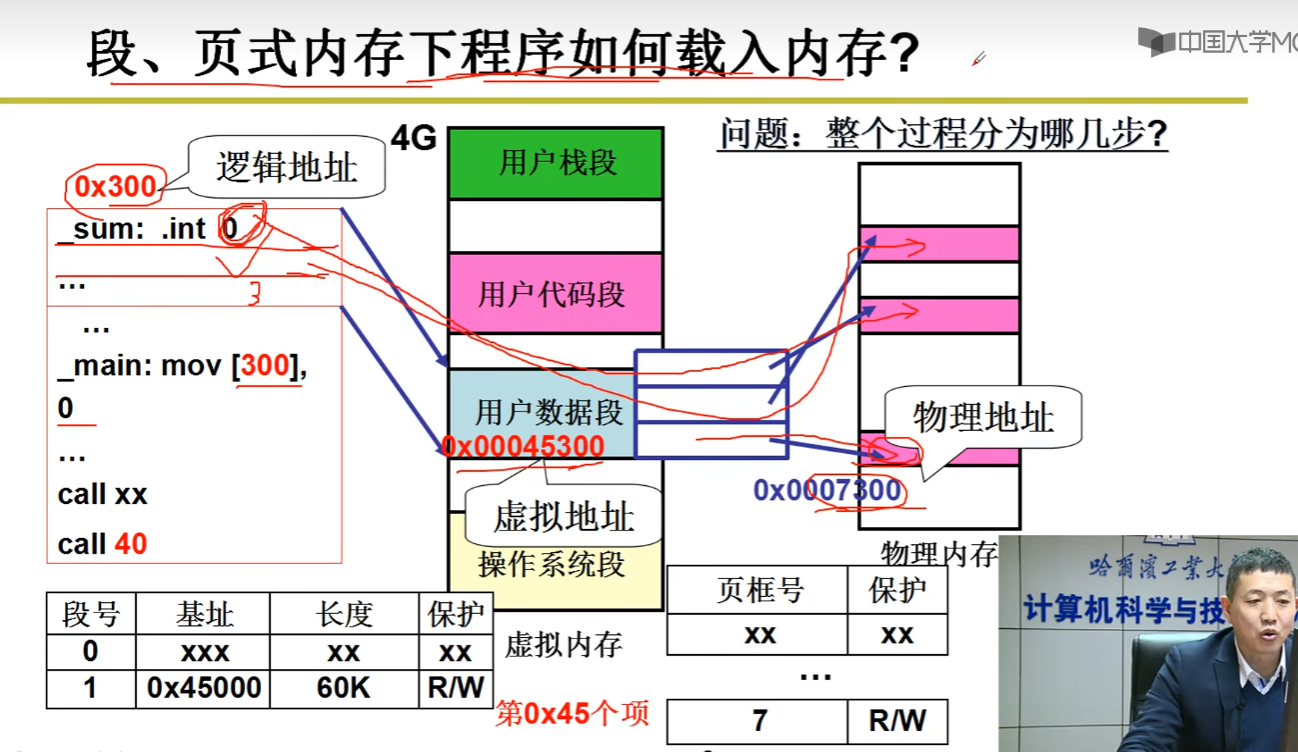 段、页式内存下程序如何载入内存?
中国大学MO
问题：整个过程分为哪几步?
4G
逻辑地址
0x300
_sum: .int 0
...
3
...
_main: mov [300],
0
...
call xx
call 40
用户栈段
用户代码段
用户数据段
0x00045300
虚拟地址
操作系统段
虚拟内存
物理地址
0x0007300
物理内存
段号 基址 长度 保护
0 xxx xx xx
1 0x45000 60K R/W
第0x45个项
页框号 保护
xx xx
...
7 R/W
哈尔滨工业大
计算机科学与技